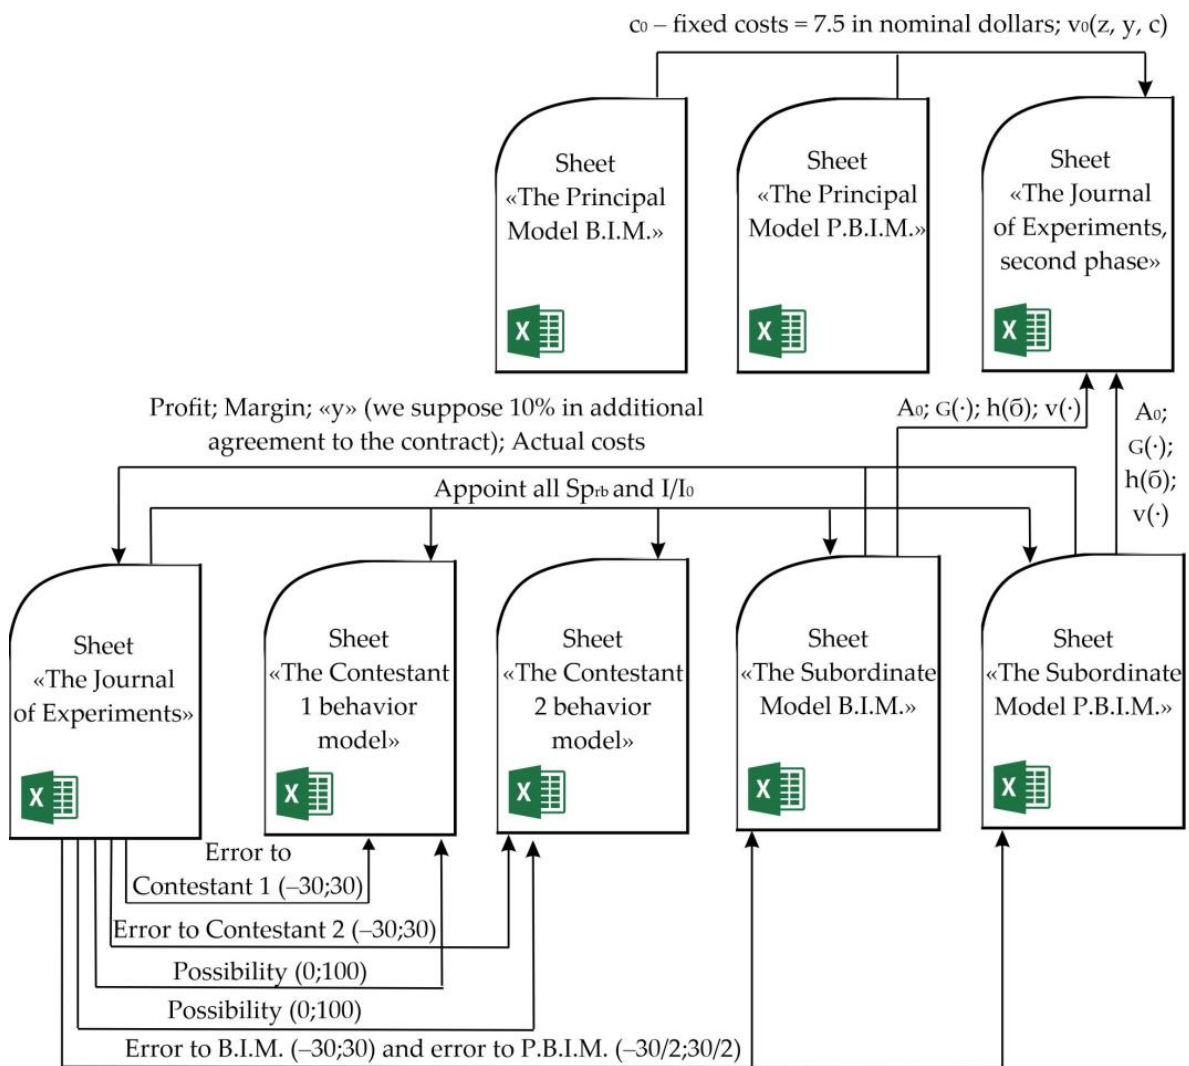 c₀ – fixed costs = 7.5 in nominal dollars; v₀(z, y, c)
Sheet
«The Principal
Model B.I.M.»
X
Sheet
«The Principal
Model P.B.I.M.»
X
Sheet
«The Journal
of Experiments,
second phase»
X
Profit; Margin; «y» (we suppose 10% in additional
agreement to the contract); Actual costs
A₀; G(·); h(б); v(·)
A₀;
G(·);
h(б);
v(·)
Appoint all Spᵣb and I/I₀
Sheet
«The Journal
of Experiments»
X
Sheet
«The Contestant
1 behavior
model»
X
Sheet
«The Contestant
2 behavior
model»
X
Sheet
«The Subordinate
Model B.I.M.»
X
Sheet
«The Subordinate
Model P.B.I.M.»
X
Error to
Contestant 1 (–30;30)
Error to Contestant 2 (–30;30)
Possibility (0;100)
Possibility (0;100)
Error to B.I.M. (–30;30) and error to P.B.I.M. (–30/2;30/2)